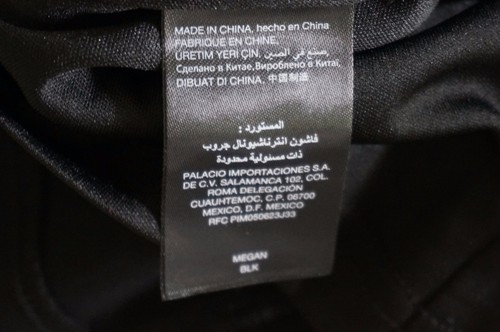 MADE IN CHINA, hecho en China
FABRIQUE EN CHINE,
ÜRETIM YERI ÇIN, صنع في الصين,
Сделано в Китае,Вироблено в Китаї,
DIBUAT DI CHINA, 中国制造
المستورد :
فاشون انترناشيونال جروب
ذات مسئولية محدودة
PALACIO IMPORTACIONES S.A.
DE C.V. SALAMANCA 102, COL.
ROMA DELEGACIÓN
CUAUHTEMOC, C.P. 06700
MEXICO, D.F. MEXICO
RFC PIM050623J33
MEGAN
BLK